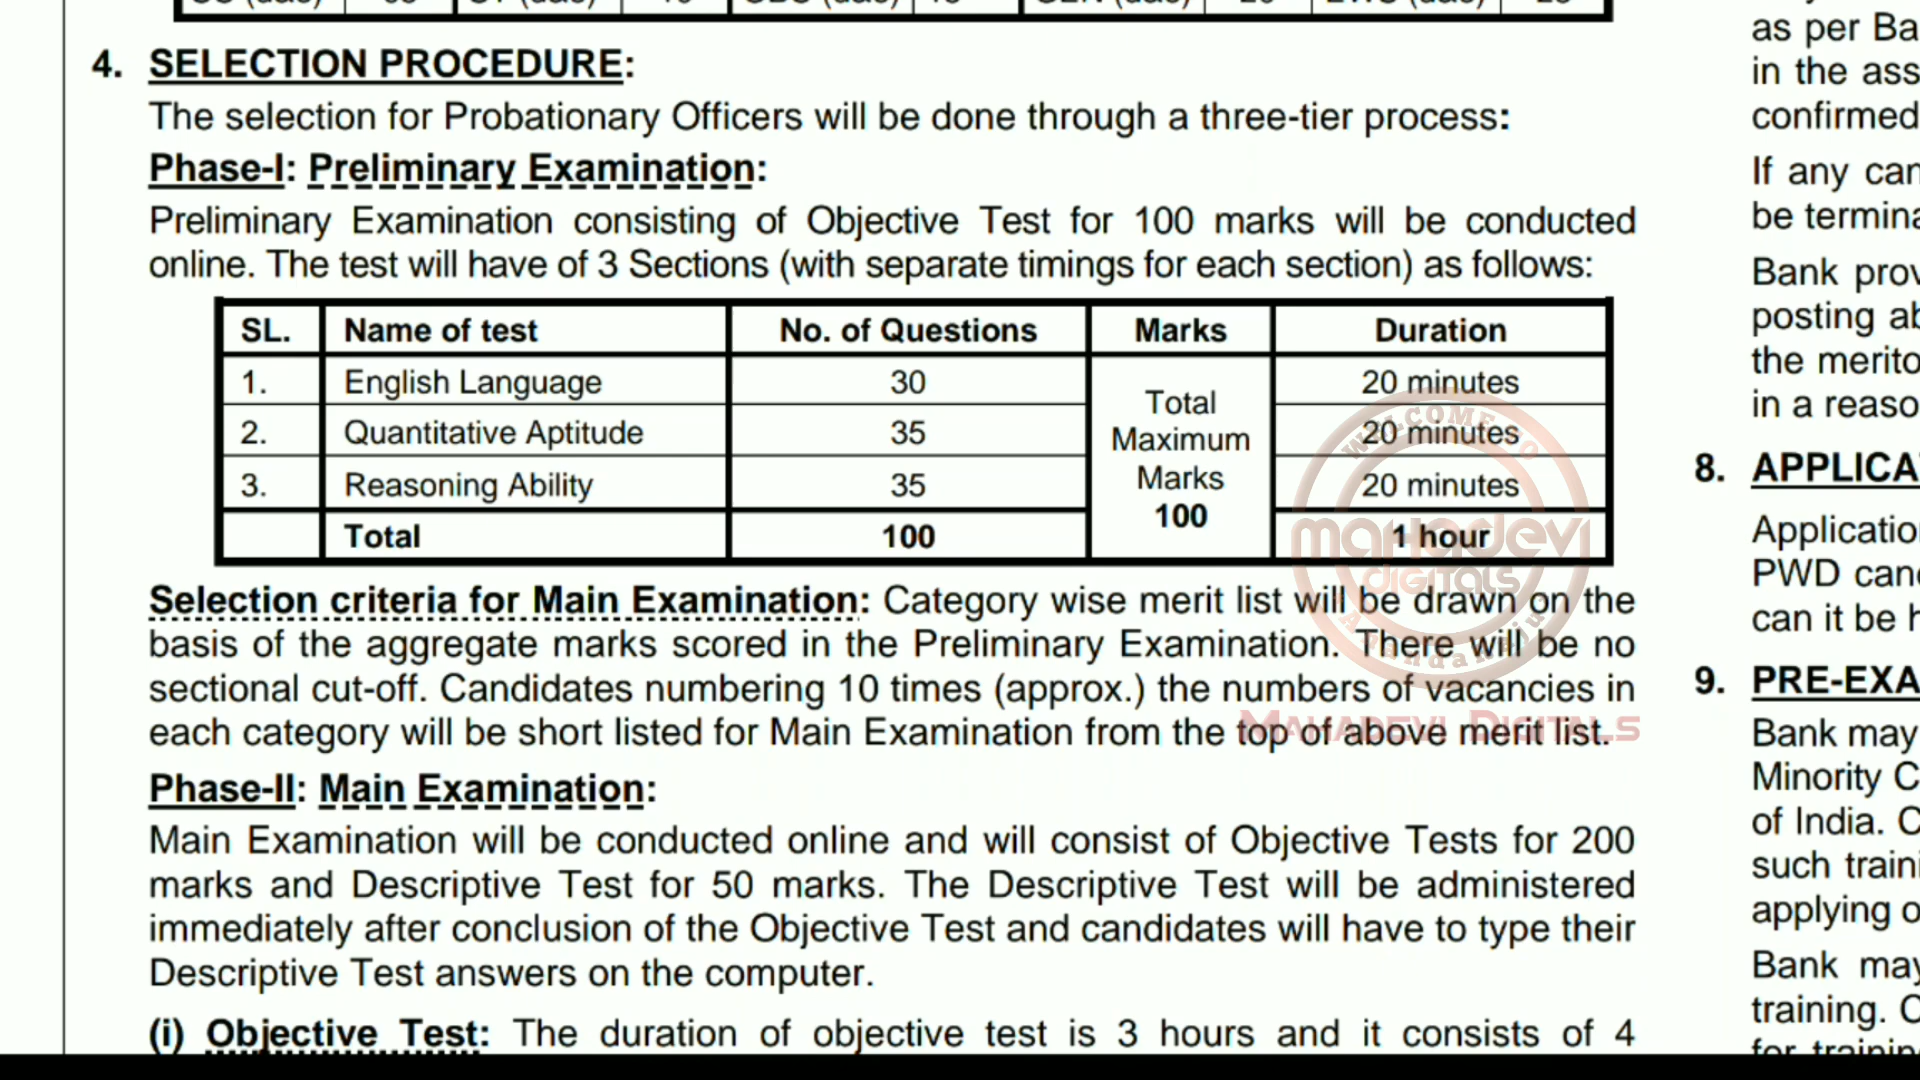 4. SELECTION PROCEDURE:
The selection for Probationary Officers will be done through a three-tier process:
Phase-I: Preliminary Examination:
Preliminary Examination consisting of Objective Test for 100 marks will be conducted
online. The test will have of 3 Sections (with separate timings for each section) as follows:
SL. Name of test No. of Questions Marks Duration
1. English Language 30 20 minutes
2. Quantitative Aptitude 35 20 minutes
3. Reasoning Ability 35 20 minutes
Total 100 1 hour
Total
Maximum
Marks
100
Selection criteria for Main Examination: Category wise merit list will be drawn on the
basis of the aggregate marks scored in the Preliminary Examination. There will be no
sectional cut-off. Candidates numbering 10 times (approx.) the numbers of vacancies in
each category will be short listed for Main Examination from the top of above merit list.
Phase-II: Main Examination:
Main Examination will be conducted online and will consist of Objective Tests for 200
marks and Descriptive Test for 50 marks. The Descriptive Test will be administered
immediately after conclusion of the Objective Test and candidates will have to type their
Descriptive Test answers on the computer.
(i) Objective Test: The duration of objective test is 3 hours and it consists of 4
as per Ba
in the ass
confirmed
If any can
be termina
Bank prov
posting ab
the merito
in a reaso
8. APPLICA
Applicatio
PWD cand
can it be h
9. PRE-EXA
Bank may
Minority C
of India. C
such traini
applying o
Bank may
training. C
WELCOME TO
mahadevi
digitals
MAHADEVI DIGITALS